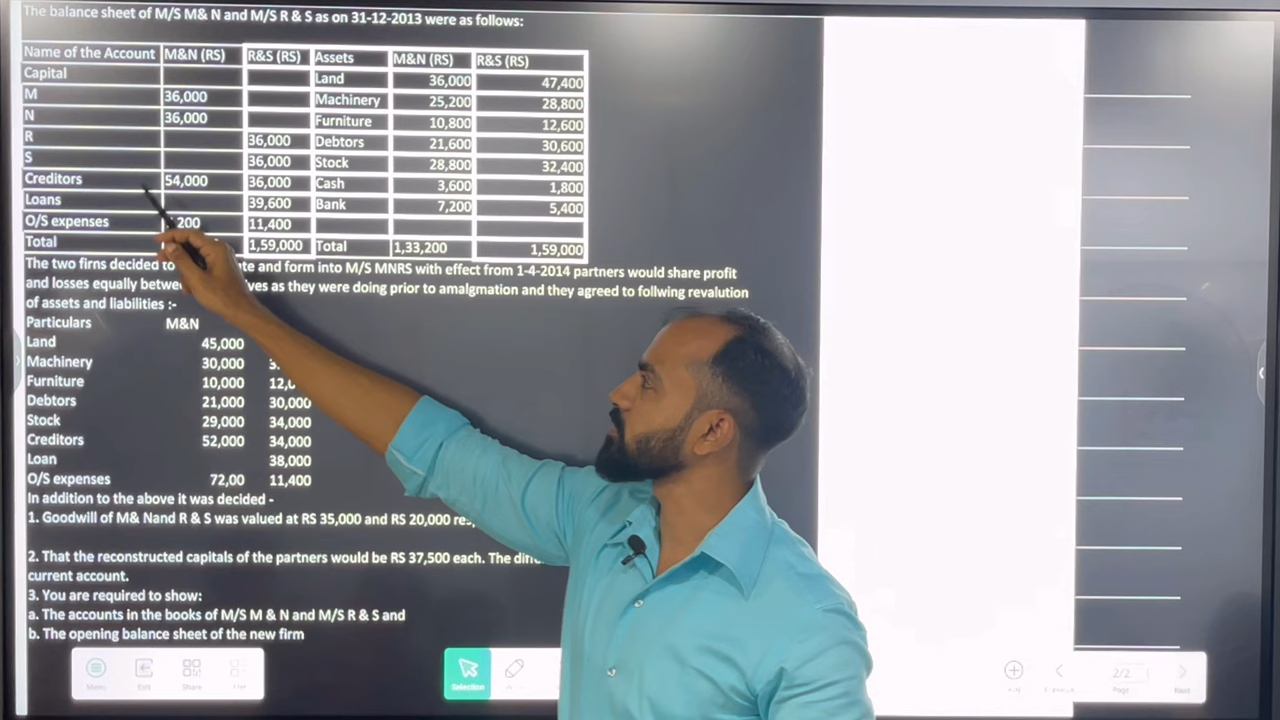 The balance sheet of M/S M& N and M/S R & S as on 31-12-2013 were as follows:
Name of the Account M&N (RS) R&S (RS) Assets M&N (RS) R&S (RS)
Capital Land 36,000 47,400
M 36,000 Machinery 25,200 28,800
N 36,000 Furniture 10,800 12,600
R 36,000 Debtors 21,600 30,600
S 36,000 Stock 28,800 32,400
Creditors 54,000 36,000 Cash 3,600 1,800
Loans 39,600 Bank 7,200 5,400
O/S expenses 11,400
Total 1,59,000 Total 1,33,200 1,59,000
The two firns decided to and form into M/S MNRS with effect from 1-4-2014 partners would share profit
and losses equally as they were doing prior to amalgmation and they agreed to follwing revalution
of assets and liabilities :-
Particulars M&N
Land 45,000
Machinery 30,000
Furniture 10,000
Debtors 21,000 30,000
Stock 29,000 34,000
Creditors 52,000 34,000
Loan 38,000
O/S expenses 72,00 11,400
In addition to the above it was decided -
1. Goodwill of M& Nand R & S was valued at RS 35,000 and RS 20,000
2. That the reconstructed capitals of the partners would be RS 37,500 each. The
current account.
3. You are required to show:
a. The accounts in the books of M/S M & N and M/S R & S and
b. The opening balance sheet of the new firm
Menu Exit Share Selection 2/2 Page Next